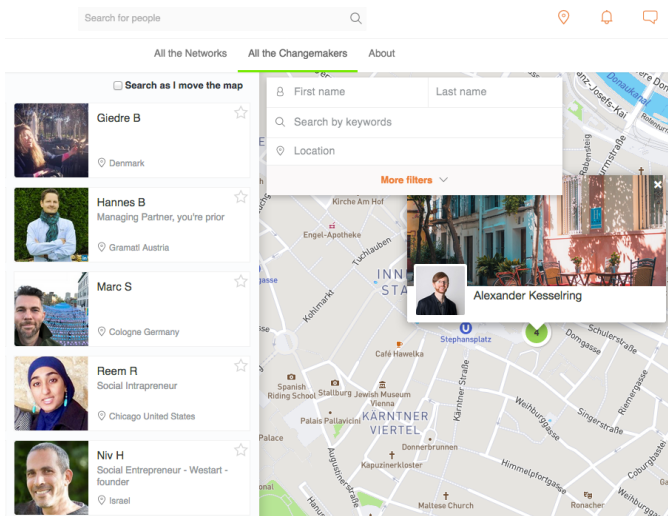 Search for people
All the Networks
All the Changemakers
About
Search as I move the map
Giedre B
Denmark
Hannes B
Managing Partner, you're prior
Gramatl Austria
Marc S
Cologne Germany
Reem R
Social Intrapreneur
Chicago United States
Niv H
Social Entrepreneur - Westart -
founder
Israel
First name
Last name
Search by keywords
Location
More filters
Alexander Kesselring
4
Donaukanal
anz-Josefs-Kai
Rabensteig
Kirche Am Hof
Engel-Apotheke
Tuchlauben
Kohlmarkt
INN
STA
Stephansplatz
Schulerstraße
Domgasse
Café Hawelka
Spanish
Riding School
Stallburg
Jewish Museum
Vienna
Palais Pallavicini
KÄRNTNER
VIERTEL
Kärntner Straße
Weihburggasse
Singerstraße
Riemergasse
Donnerbrunnen
Kapuzinerkloster
Augustinerstraße
Himmelpfortgasse
Weihburggasse
Coburgbastei
Maltese Church
Ronacher
Palace